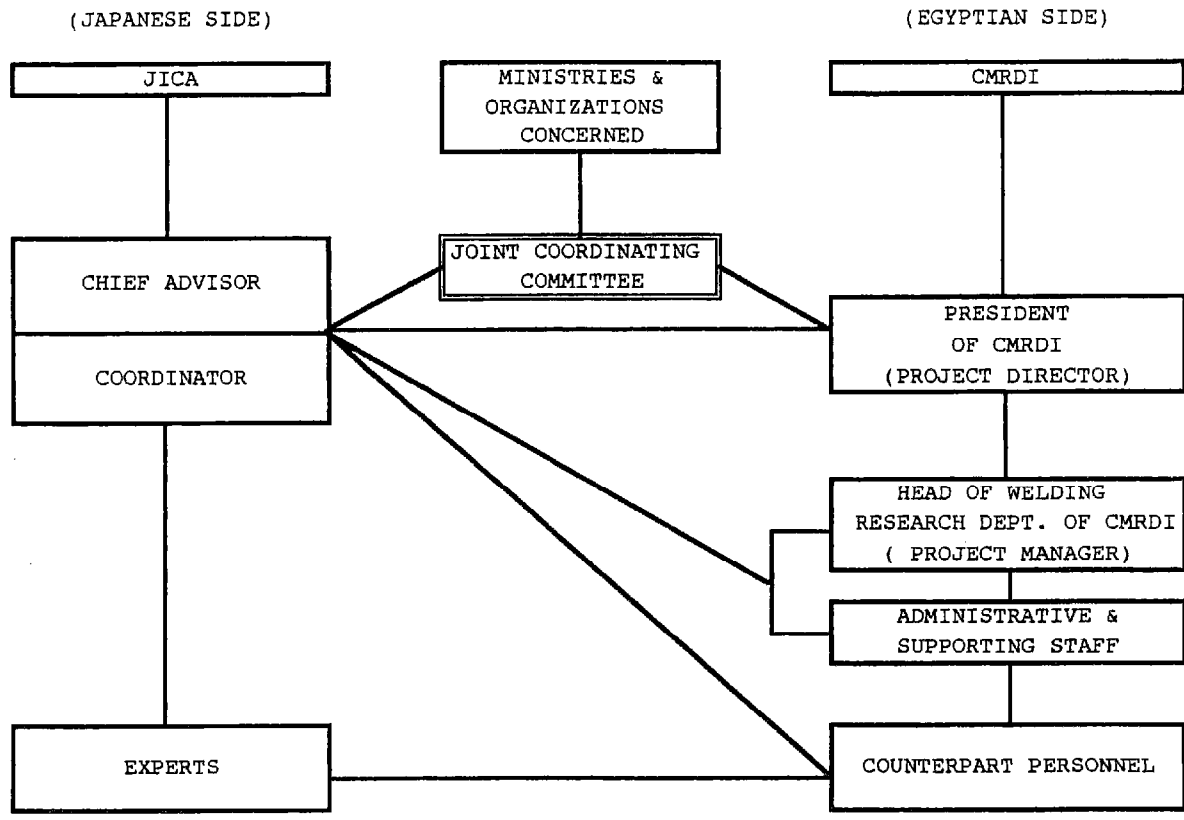 (JAPANESE SIDE)
(EGYPTIAN SIDE)
JICA
MINISTRIES &
ORGANIZATIONS
CONCERNED
CMRDI
CHIEF ADVISOR
COORDINATOR
JOINT COORDINATING
COMMITTEE
PRESIDENT
OF CMRDI
(PROJECT DIRECTOR)
HEAD OF WELDING
RESEARCH DEPT. OF CMRDI
( PROJECT MANAGER)
ADMINISTRATIVE &
SUPPORTING STAFF
EXPERTS
COUNTERPART PERSONNEL